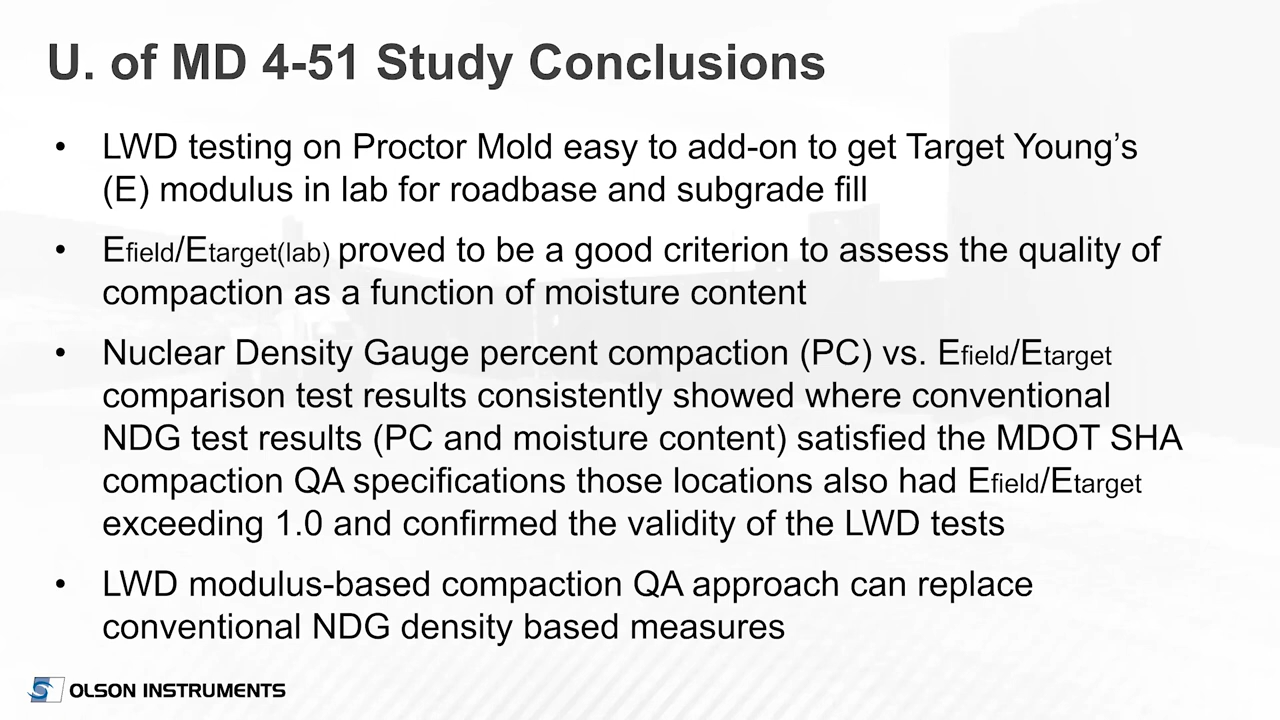 U. of MD 4-51 Study Conclusions
• LWD testing on Proctor Mold easy to add-on to get Target Young’s
(E) modulus in lab for roadbase and subgrade fill
• Efield/Etarget(lab) proved to be a good criterion to assess the quality of
compaction as a function of moisture content
• Nuclear Density Gauge percent compaction (PC) vs. Efield/Etarget
comparison test results consistently showed where conventional
NDG test results (PC and moisture content) satisfied the MDOT SHA
compaction QA specifications those locations also had Efield/Etarget
exceeding 1.0 and confirmed the validity of the LWD tests
• LWD modulus-based compaction QA approach can replace
conventional NDG density based measures
OLSON INSTRUMENTS